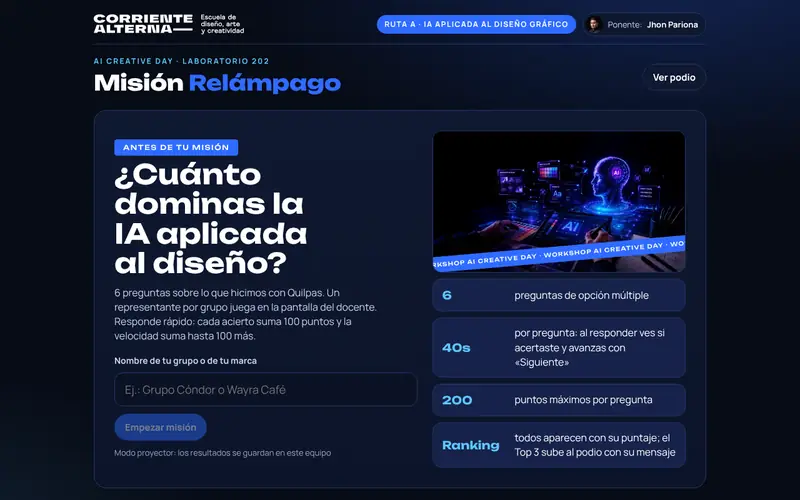 CORRIENTE
ALTERNA
Escuela de
diseño, arte
y creatividad
RUTA A · IA APLICADA AL DISEÑO GRÁFICO
Ponente: Jhon Pariona
AI CREATIVE DAY · LABORATORIO 202
Misión Relámpago
Ver podio
ANTES DE TU MISIÓN
¿Cuánto
dominas la
IA aplicada
al diseño?
6 preguntas sobre lo que hicimos con Quilpas. Un
representante por grupo juega en la pantalla del docente.
Responde rápido: cada acierto suma 100 puntos y la
velocidad suma hasta 100 más.
Nombre de tu grupo o de tu marca
Ej.: Grupo Cóndor o Wayra Café
Empezar misión
Modo proyector: los resultados se guardan en este equipo
AI
Aa
AI
WORKSHOP AI CREATIVE DAY · WORKSHOP AI CREATIVE DAY · WO
6 preguntas de opción múltiple
40s por pregunta: al responder ves si
acertaste y avanzas con
«Siguiente»
200 puntos máximos por pregunta
Ranking todos aparecen con su puntaje; el
Top 3 sube al podio con su mensaje